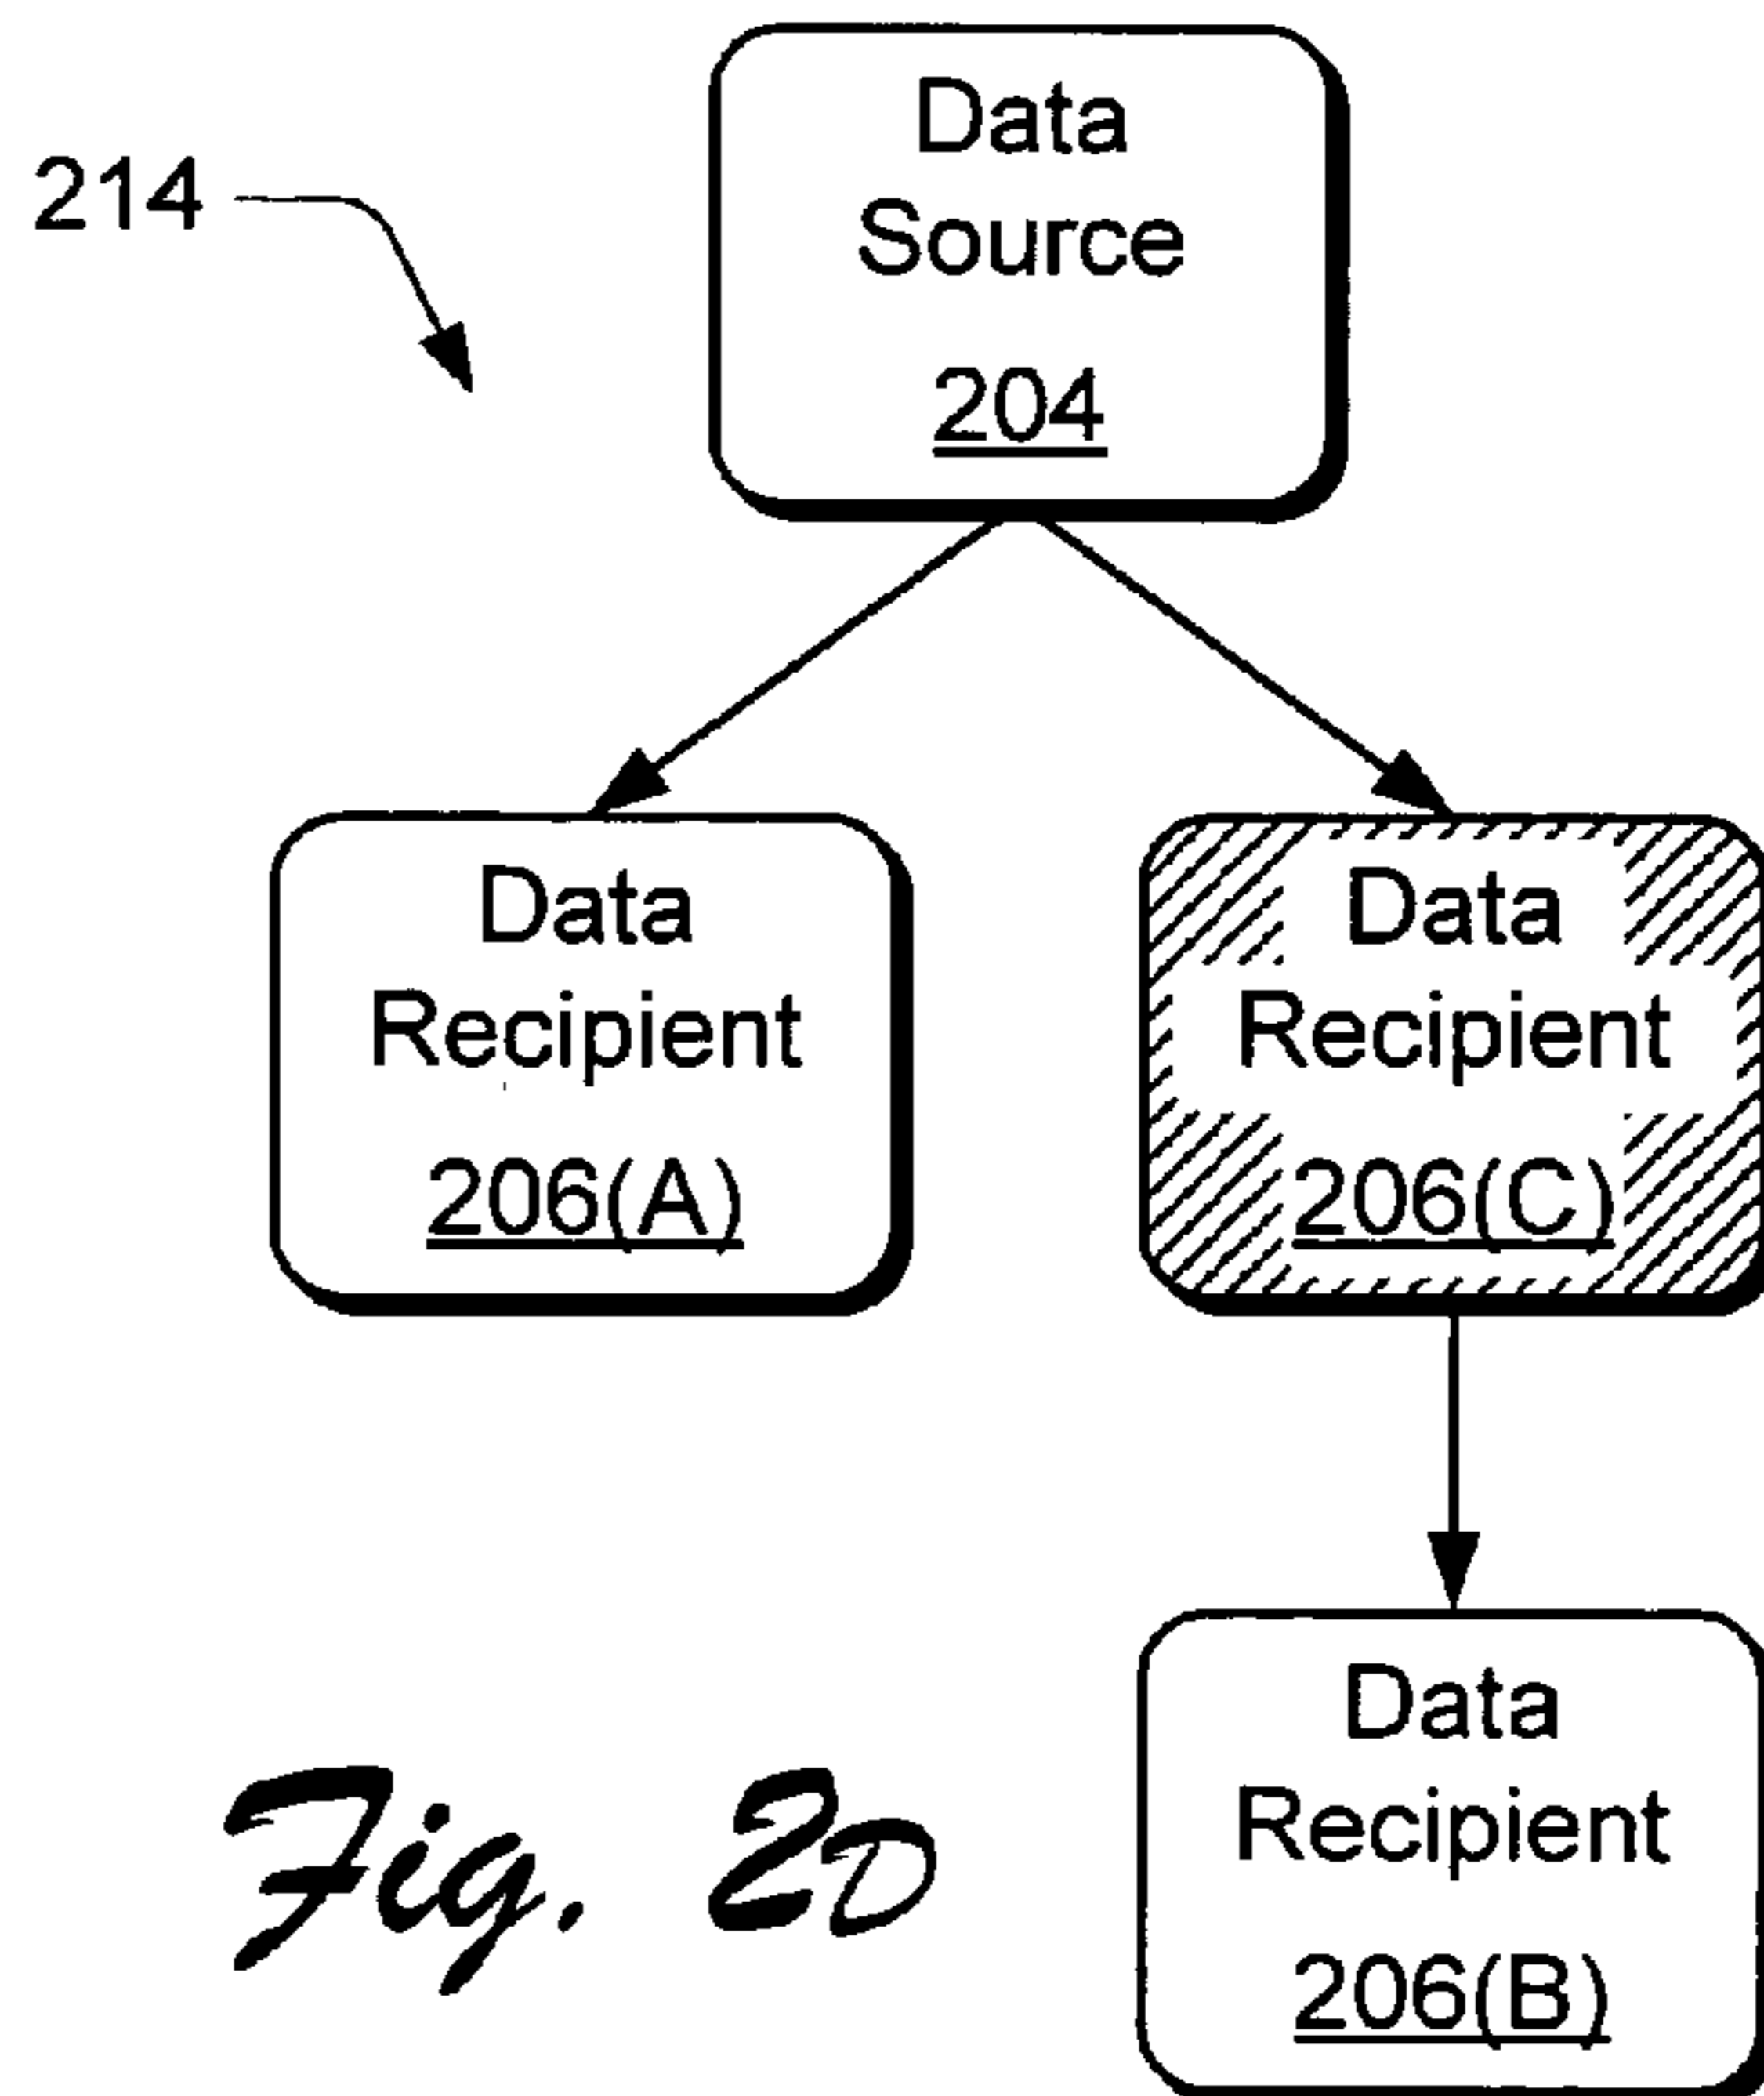 214
Data
Source
204
Data
Recipient
206(A)
Data
Recipient
206(C)
Data
Recipient
206(B)
Fig. 2D